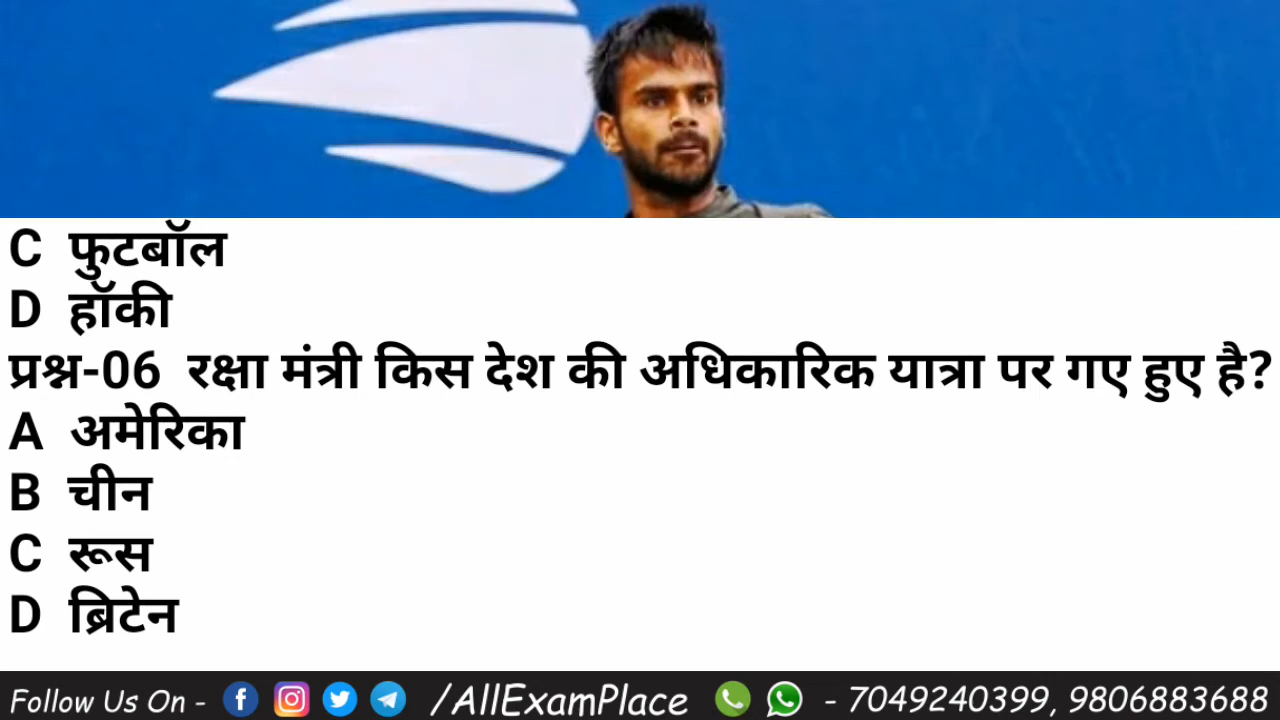 C फुटबॉल
D हॉकी
प्रश्न-06 रक्षा मंत्री किस देश की अधिकारिक यात्रा पर गए हुए है?
A अमेरिका
B चीन
C रूस
D ब्रिटेन
Follow Us On - /AllExamPlace - 7049240399, 9806883688